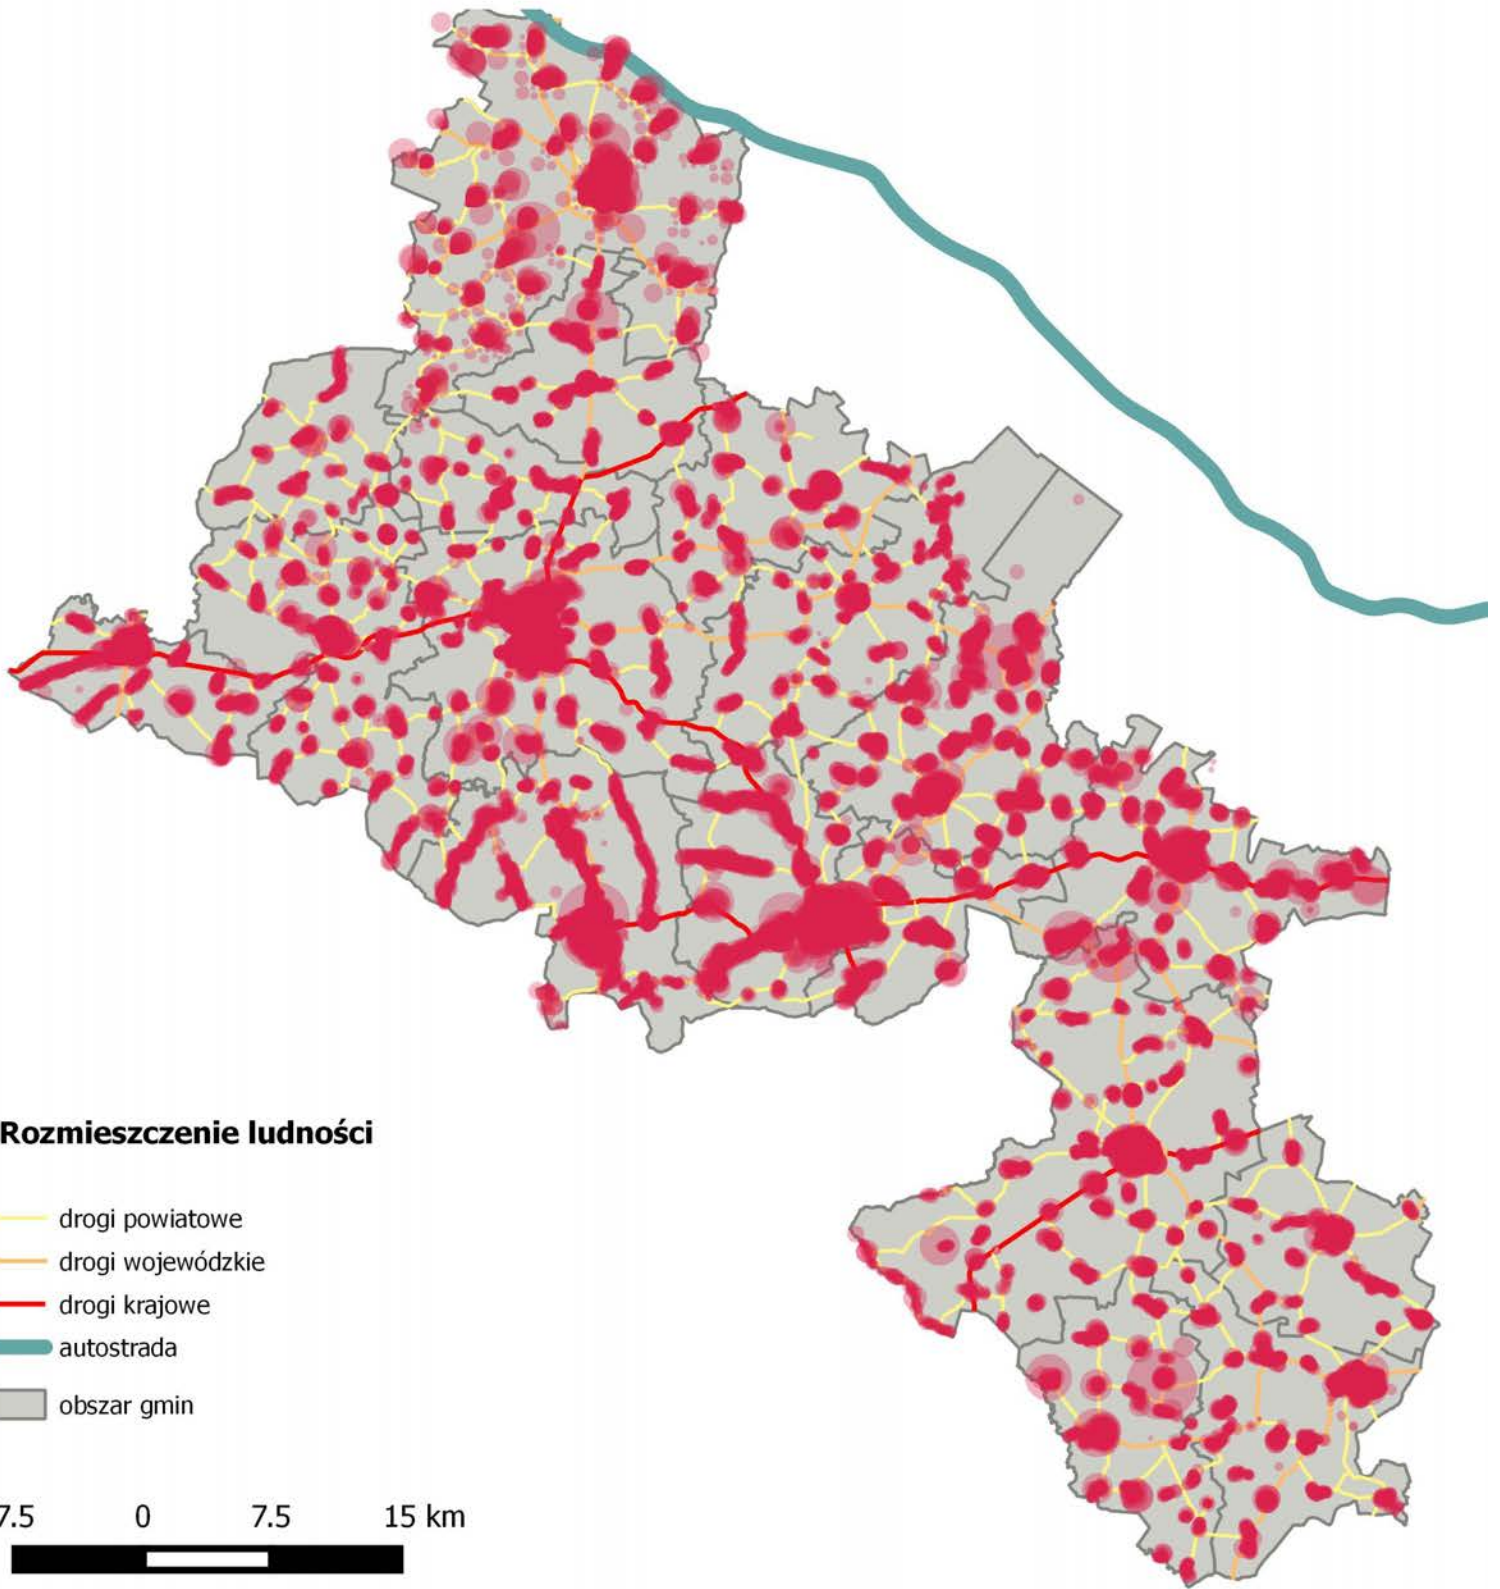 Rozmieszczenie ludności
drogi powiatowe
drogi wojewódzkie
drogi krajowe
autostrada
obszar gmin
7.5 0 7.5 15 km